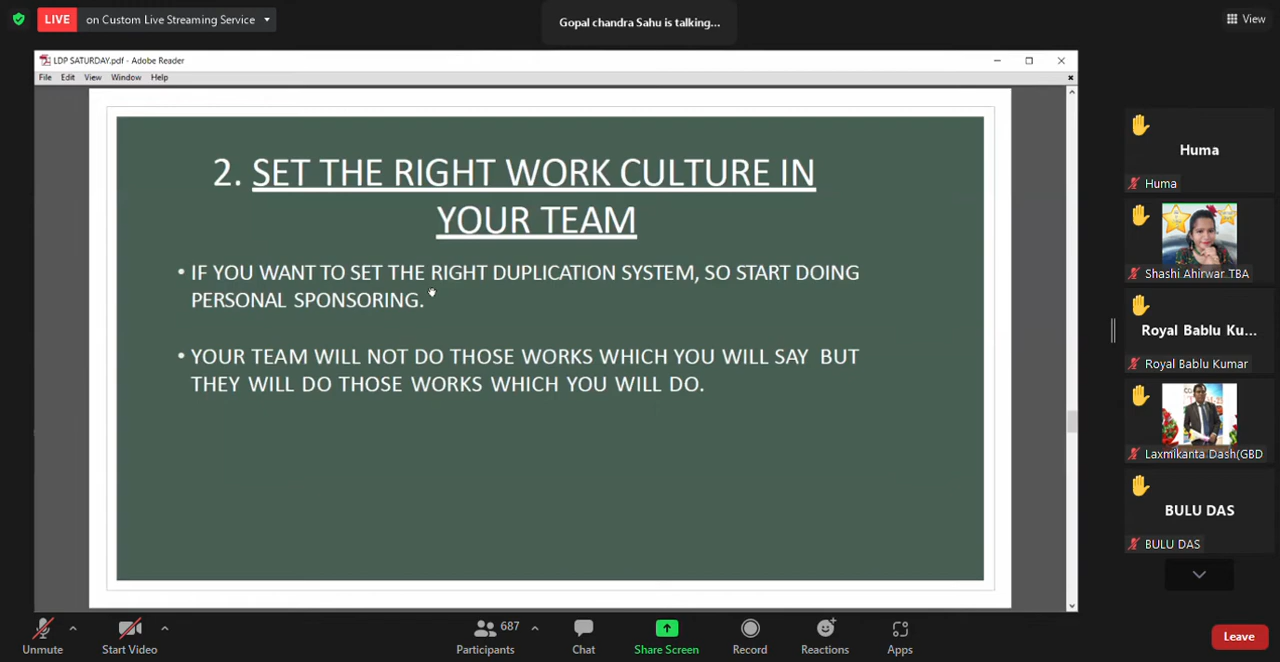 LIVE on Custom Live Streaming Service
Gopal chandra Sahu is talking...
View
LDP SATURDAY.pdf - Adobe Reader
File Edit View Window Help
2. SET THE RIGHT WORK CULTURE IN
YOUR TEAM
• IF YOU WANT TO SET THE RIGHT DUPLICATION SYSTEM, SO START DOING
PERSONAL SPONSORING.
• YOUR TEAM WILL NOT DO THOSE WORKS WHICH YOU WILL SAY BUT
THEY WILL DO THOSE WORKS WHICH YOU WILL DO.
Huma
Huma
Shashi Ahirwar TBA
Royal Bablu Ku...
Royal Bablu Kumar
Laxmikanta Dash(GBD
BULU DAS
BULU DAS
Unmute Start Video Participants 687 Chat Share Screen Record Reactions Apps Leave